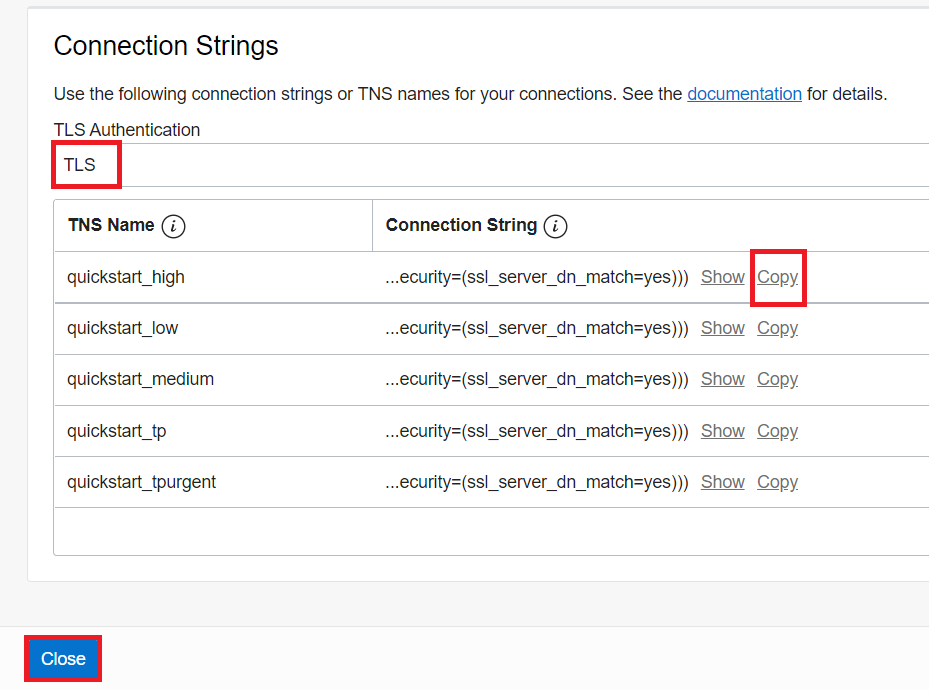 Connection Strings
Use the following connection strings or TNS names for your connections. See the documentation for details.
TLS Authentication
TLS
TNS Name i Connection String i
quickstart_high ...ecurity=(ssl_server_dn_match=yes))) Show Copy
quickstart_low ...ecurity=(ssl_server_dn_match=yes))) Show Copy
quickstart_medium ...ecurity=(ssl_server_dn_match=yes))) Show Copy
quickstart_tp ...ecurity=(ssl_server_dn_match=yes))) Show Copy
quickstart_tpurgent ...ecurity=(ssl_server_dn_match=yes))) Show Copy
Close